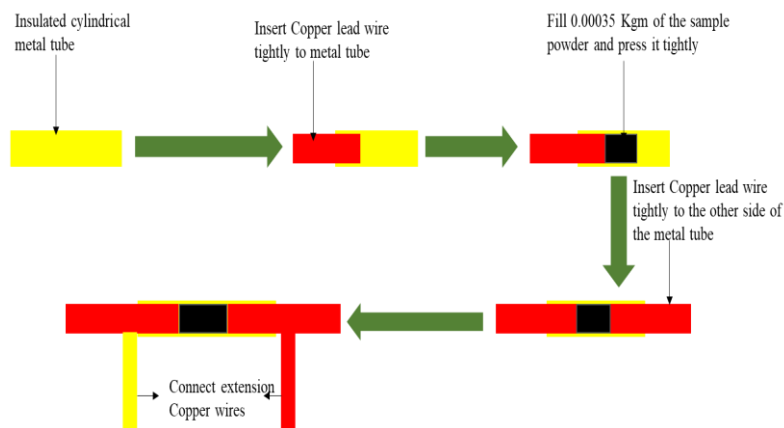 Insulated cylindrical
metal tube
Insert Copper lead wire
tightly to metal tube
Fill 0.00035 Kgm of the sample
powder and press it tightly
Insert Copper lead wire
tightly to the other side of
the metal tube
Connect extension
Copper wires